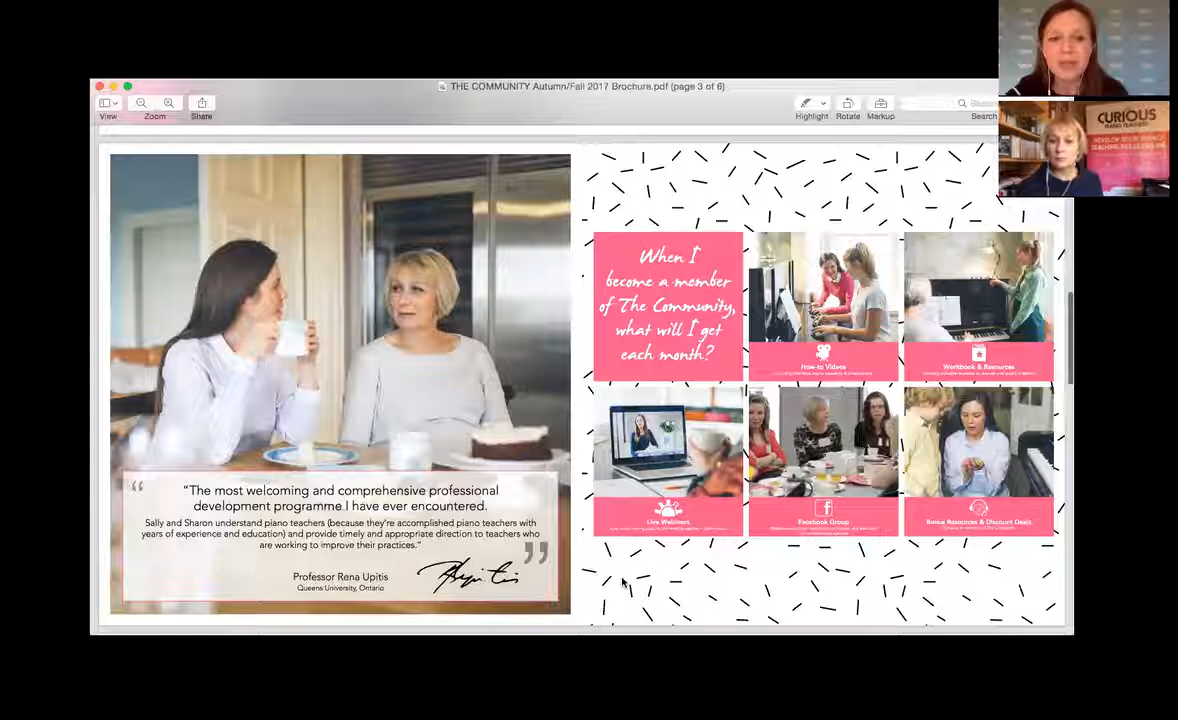 THE COMMUNITY Autumn/Fall 2017 Brochure.pdf (page 3 of 6)
View
Zoom
Share
Highlight
Rotate
Markup
Search
Search
CURIOUS
PIANO TEACHERS
When I
become a member
of The Community,
what will I get
each month?
How-to Videos
Workbook & Resources
Live Webinars
Facebook Group
Bonus Resources & Discount Deals
“The most welcoming and comprehensive professional
development programme I have ever encountered.
Sally and Sharon understand piano teachers (because they're accomplished piano teachers with
years of experience and education) and provide timely and appropriate direction to teachers who
are working to improve their practices.”
Professor Rena Upitis
Queens University, Ontario